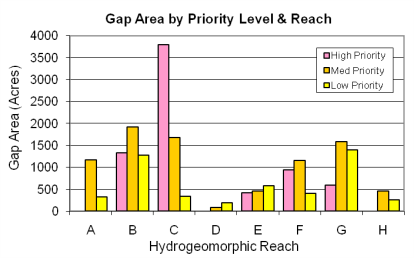 Gap Area by Priority Level & Reach
4000
3500
3000
2500
2000
1500
1000
500
0
Gap Area (Acres)
High Priority
Med Priority
Low Priority
A B C D E F G H
Hydrogeomorphic Reach